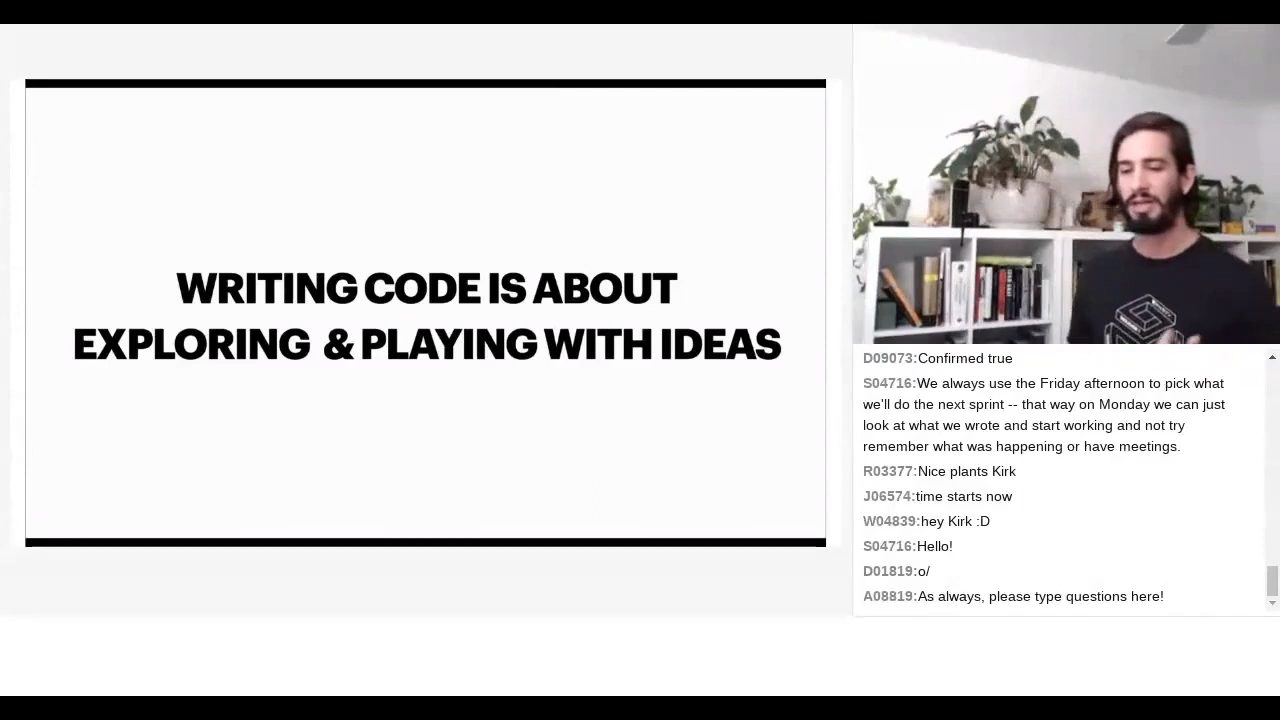 WRITING CODE IS ABOUT
EXPLORING & PLAYING WITH IDEAS
D09073:Confirmed true
S04716:We always use the Friday afternoon to pick what
we'll do the next sprint -- that way on Monday we can just
look at what we wrote and start working and not try
remember what was happening or have meetings.
R03377:Nice plants Kirk
J06574:time starts now
W04839:hey Kirk :D
S04716:Hello!
D01819:o/
A08819:As always, please type questions here!